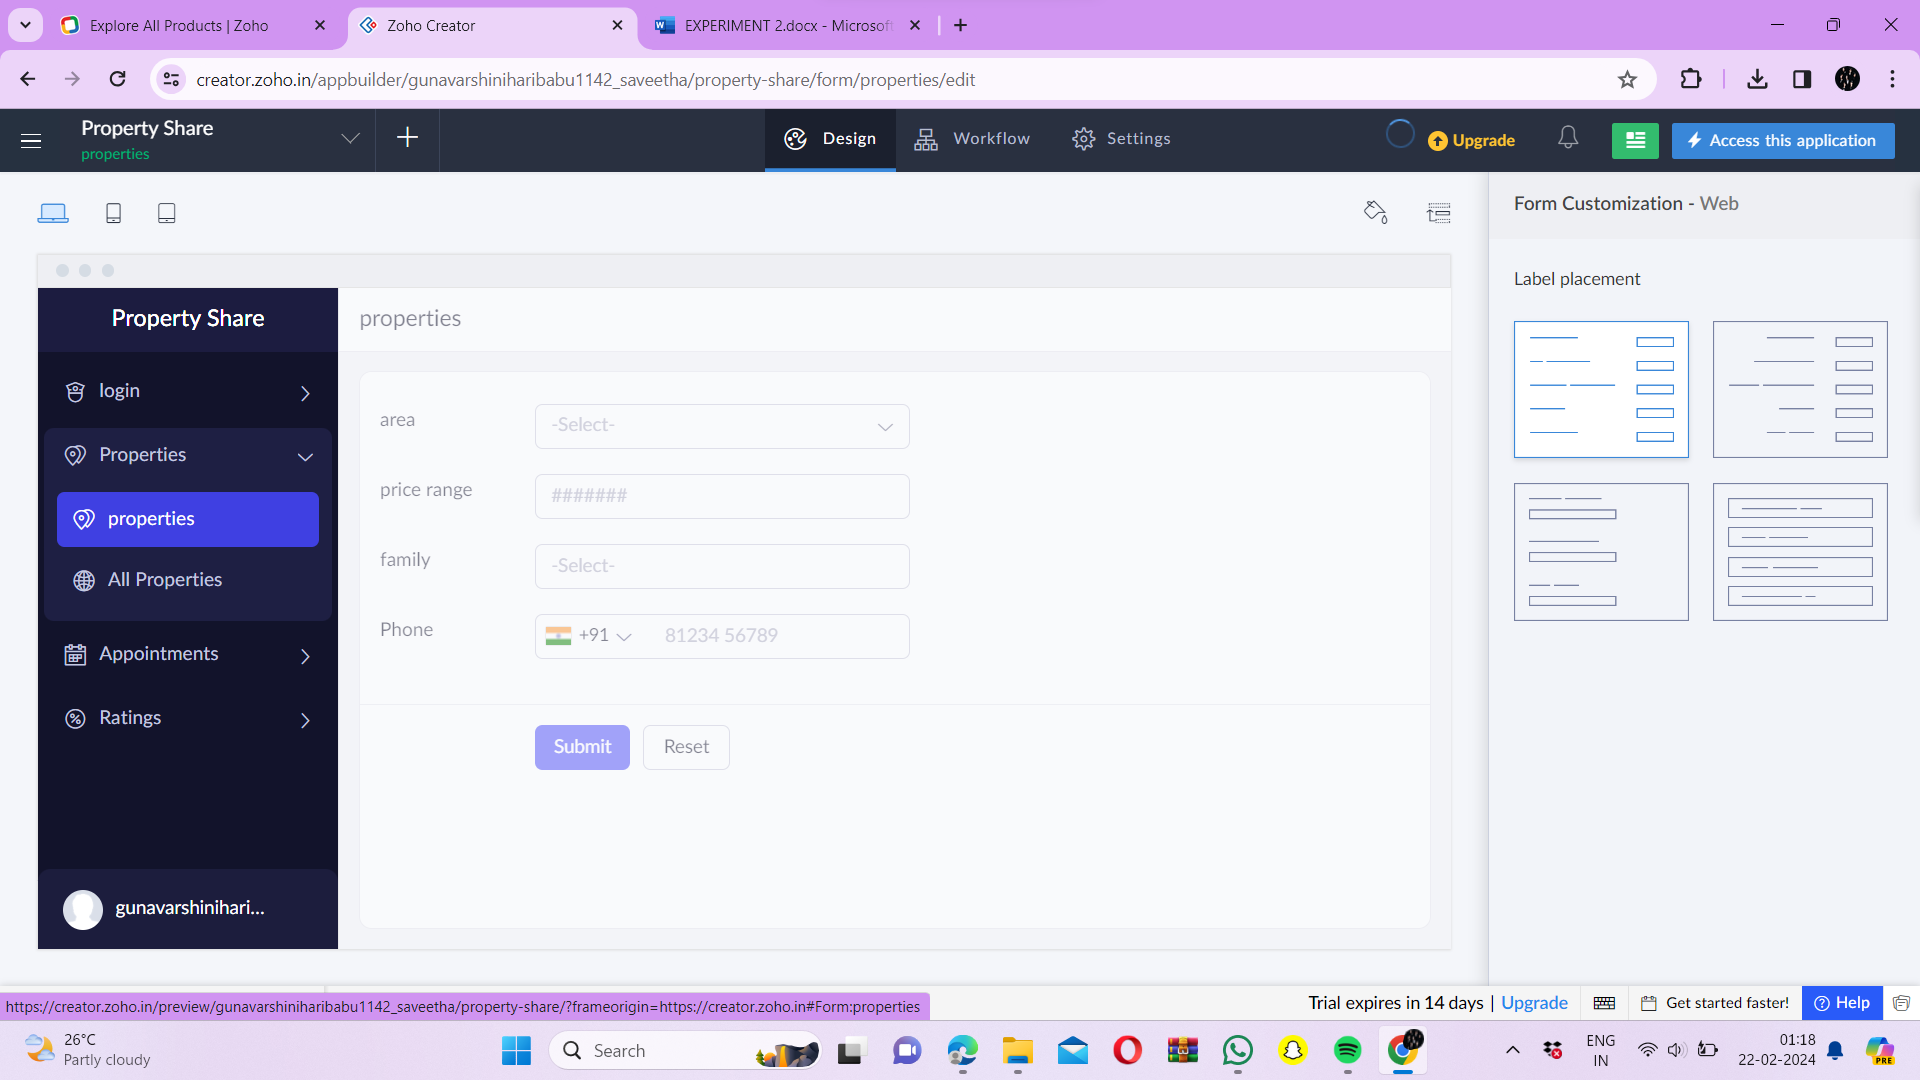 Explore All Products | Zoho
Zoho Creator
EXPERIMENT 2.docx - Microsoft
creator.zoho.in/appbuilder/gunavarshiniharibabu1142_saveetha/property-share/form/properties/edit
Property Share
properties
Design
Workflow
Settings
Upgrade
Access this application
Form Customization - Web
Label placement
Property Share
login
Properties
properties
All Properties
Appointments
Ratings
gunavarshinihari...
properties
area
-Select-
price range
#######
family
-Select-
Phone
+91
81234 56789
Submit
Reset
https://creator.zoho.in/preview/gunavarshiniharibabu1142_saveetha/property-share/?frameorigin=https://creator.zoho.in#Form:properties
Trial expires in 14 days | Upgrade
Get started faster!
Help
26°C
Partly cloudy
Search
ENG
IN
01:18
22-02-2024
PRE